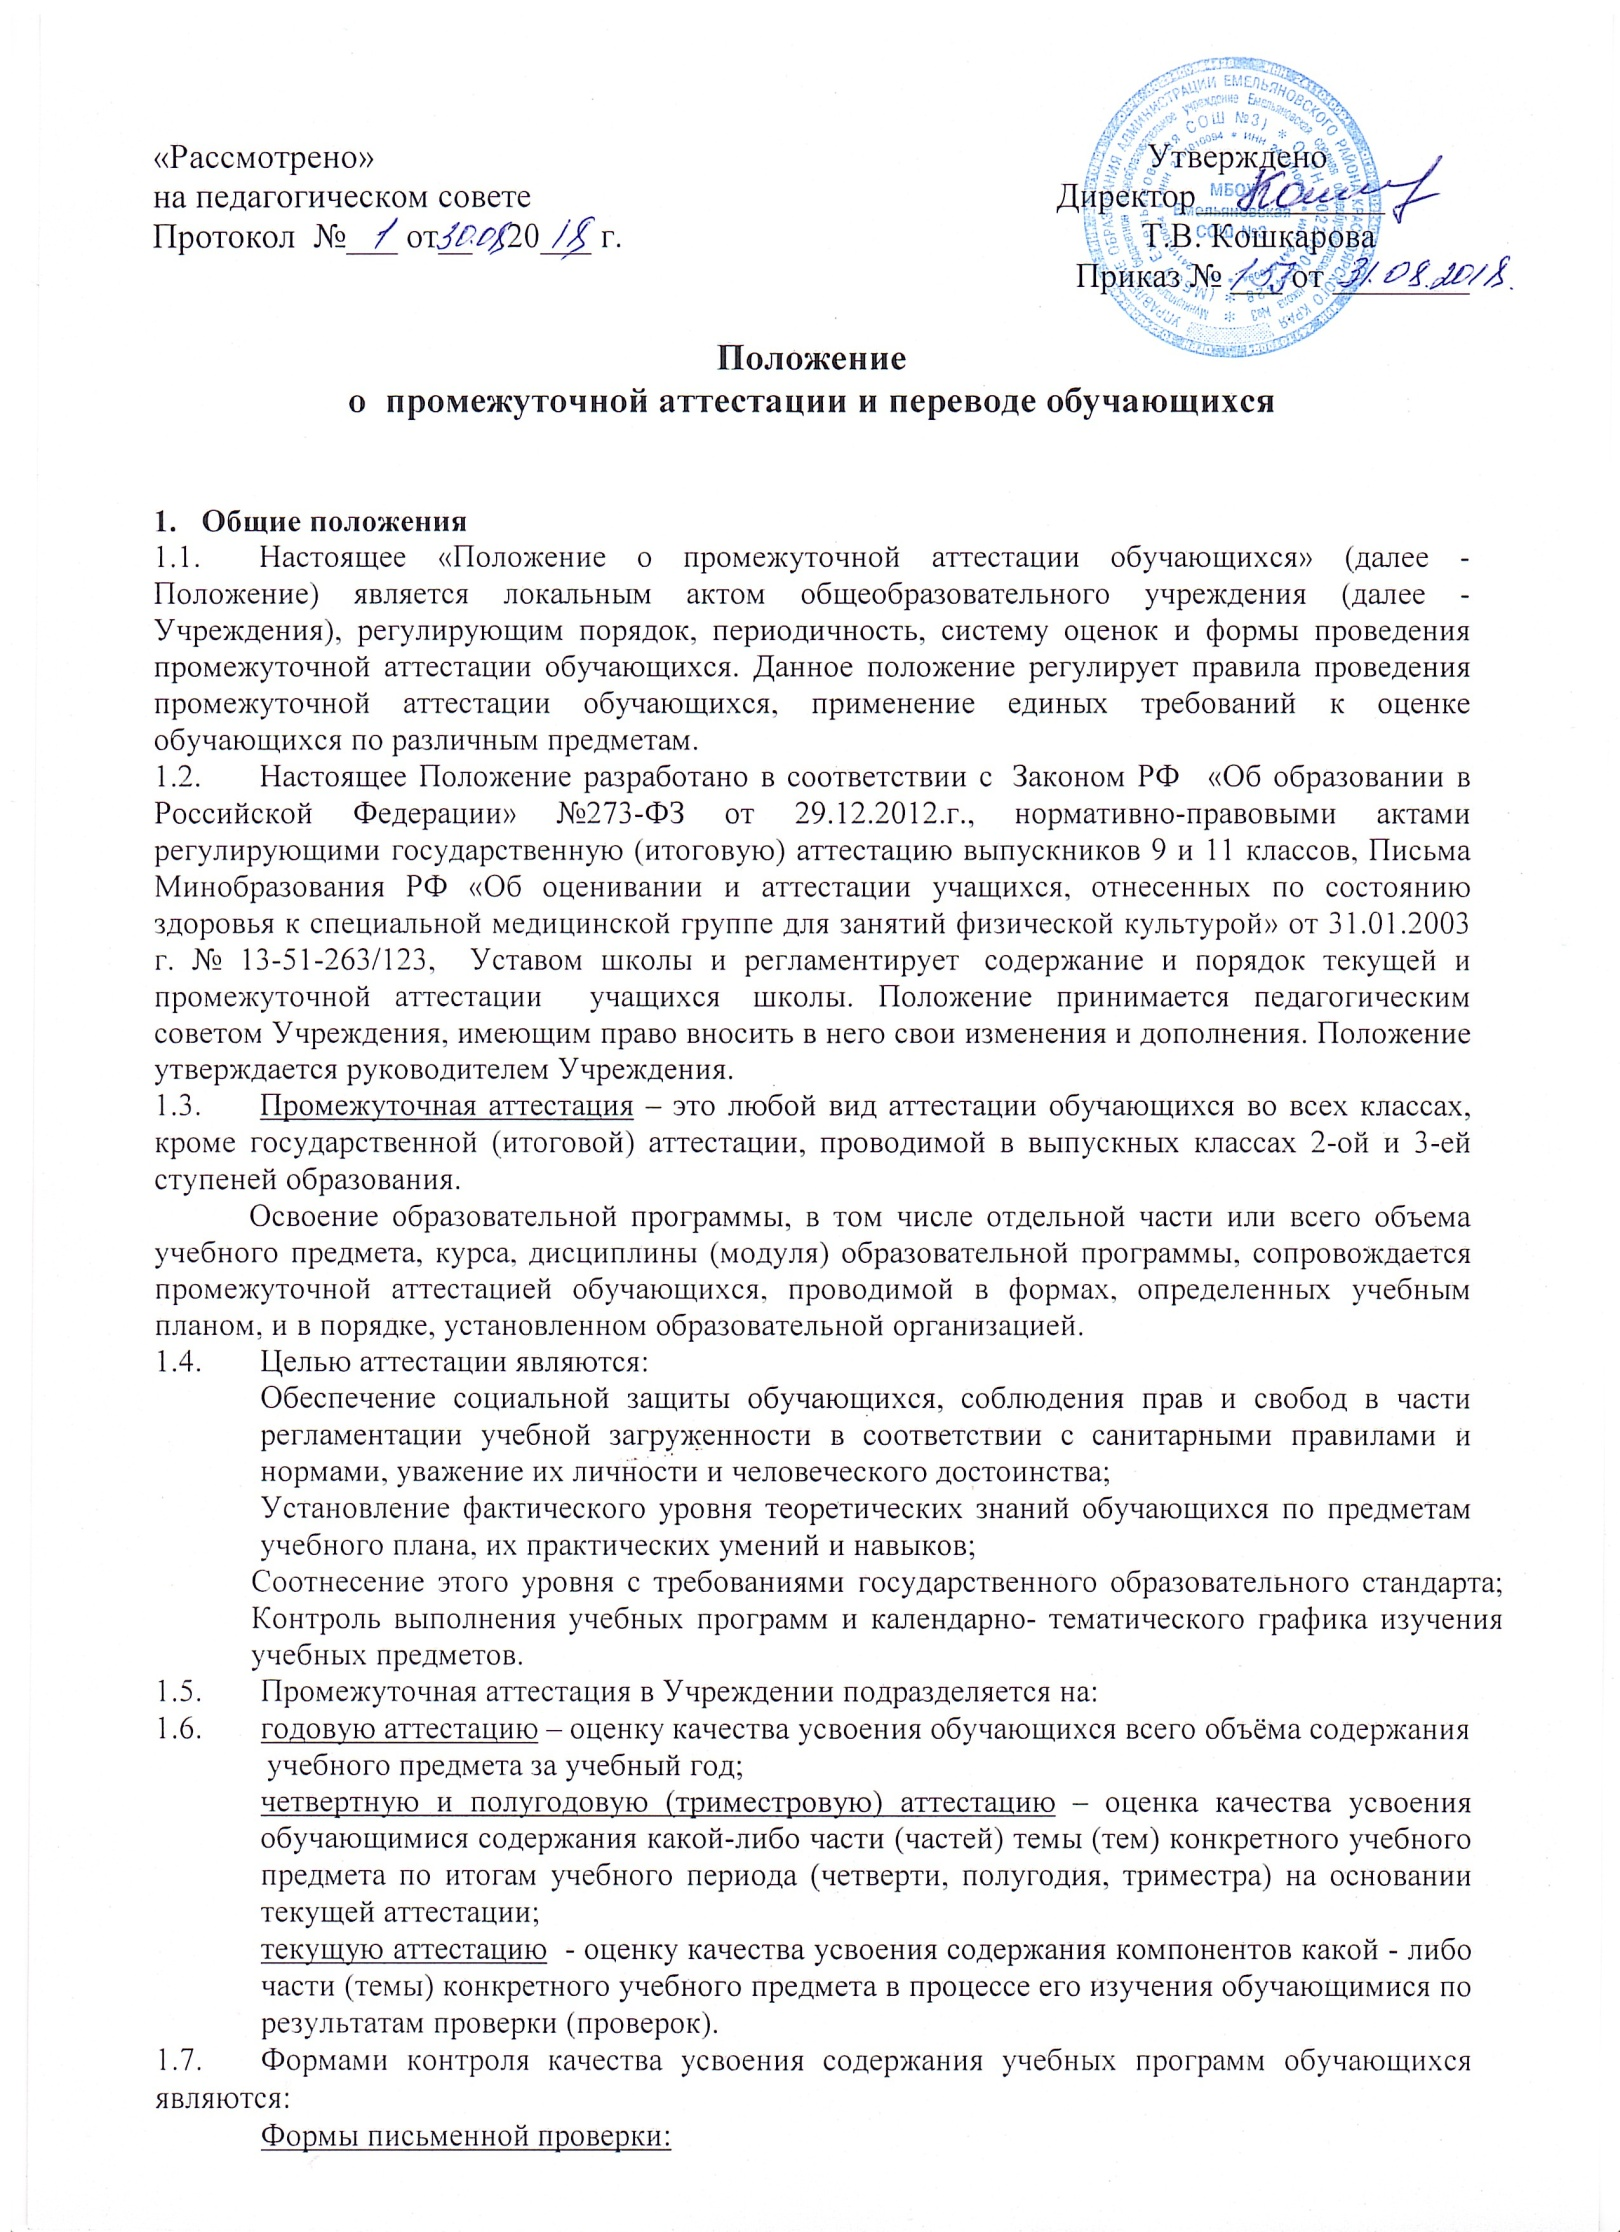 «Рассмотрено»
на педагогическом совете
Протокол № 1 от 30.08 2018 г.
Утверждено
Директор
Т.В. Кошкарова
Приказ № от 31.08.2018.
МБОУ
Емельяновская
СОШ №3
Положение
о промежуточной аттестации и переводе обучающихся
1. Общие положения
1.1. Настоящее «Положение о промежуточной аттестации обучающихся» (далее -
Положение) является локальным актом общеобразовательного учреждения (далее -
Учреждения), регулирующим порядок, периодичность, систему оценок и формы проведения
промежуточной аттестации обучающихся. Данное положение регулирует правила проведения
промежуточной аттестации обучающихся, применение единых требований к оценке
обучающихся по различным предметам.
1.2. Настоящее Положение разработано в соответствии с Законом РФ «Об образовании в
Российской Федерации» №273-ФЗ от 29.12.2012.г., нормативно-правовыми актами
регулирующими государственную (итоговую) аттестацию выпускников 9 и 11 классов, Письма
Минобразования РФ «Об оценивании и аттестации учащихся, отнесенных по состоянию
здоровья к специальной медицинской группе для занятий физической культурой» от 31.01.2003
г. № 13-51-263/123, Уставом школы и регламентирует содержание и порядок текущей и
промежуточной аттестации учащихся школы. Положение принимается педагогическим
советом Учреждения, имеющим право вносить в него свои изменения и дополнения. Положение
утверждается руководителем Учреждения.
1.3. Промежуточная аттестация – это любой вид аттестации обучающихся во всех классах,
кроме государственной (итоговой) аттестации, проводимой в выпускных классах 2-ой и 3-ей
ступеней образования.
Освоение образовательной программы, в том числе отдельной части или всего объема
учебного предмета, курса, дисциплины (модуля) образовательной программы, сопровождается
промежуточной аттестацией обучающихся, проводимой в формах, определенных учебным
планом, и в порядке, установленном образовательной организацией.
1.4. Целью аттестации являются:
Обеспечение социальной защиты обучающихся, соблюдения прав и свобод в части
регламентации учебной загруженности в соответствии с санитарными правилами и
нормами, уважение их личности и человеческого достоинства;
Установление фактического уровня теоретических знаний обучающихся по предметам
учебного плана, их практических умений и навыков;
Соотнесение этого уровня с требованиями государственного образовательного стандарта;
Контроль выполнения учебных программ и календарно- тематического графика изучения
учебных предметов.
1.5. Промежуточная аттестация в Учреждении подразделяется на:
1.6. годовую аттестацию – оценку качества усвоения обучающихся всего объёма содержания
учебного предмета за учебный год;
четвертную и полугодовую (триместровую) аттестацию – оценка качества усвоения
обучающимися содержания какой-либо части (частей) темы (тем) конкретного учебного
предмета по итогам учебного периода (четверти, полугодия, триместра) на основании
текущей аттестации;
текущую аттестацию - оценку качества усвоения содержания компонентов какой - либо
части (темы) конкретного учебного предмета в процессе его изучения обучающимися по
результатам проверки (проверок).
1.7. Формами контроля качества усвоения содержания учебных программ обучающихся
являются:
Формы письменной проверки: